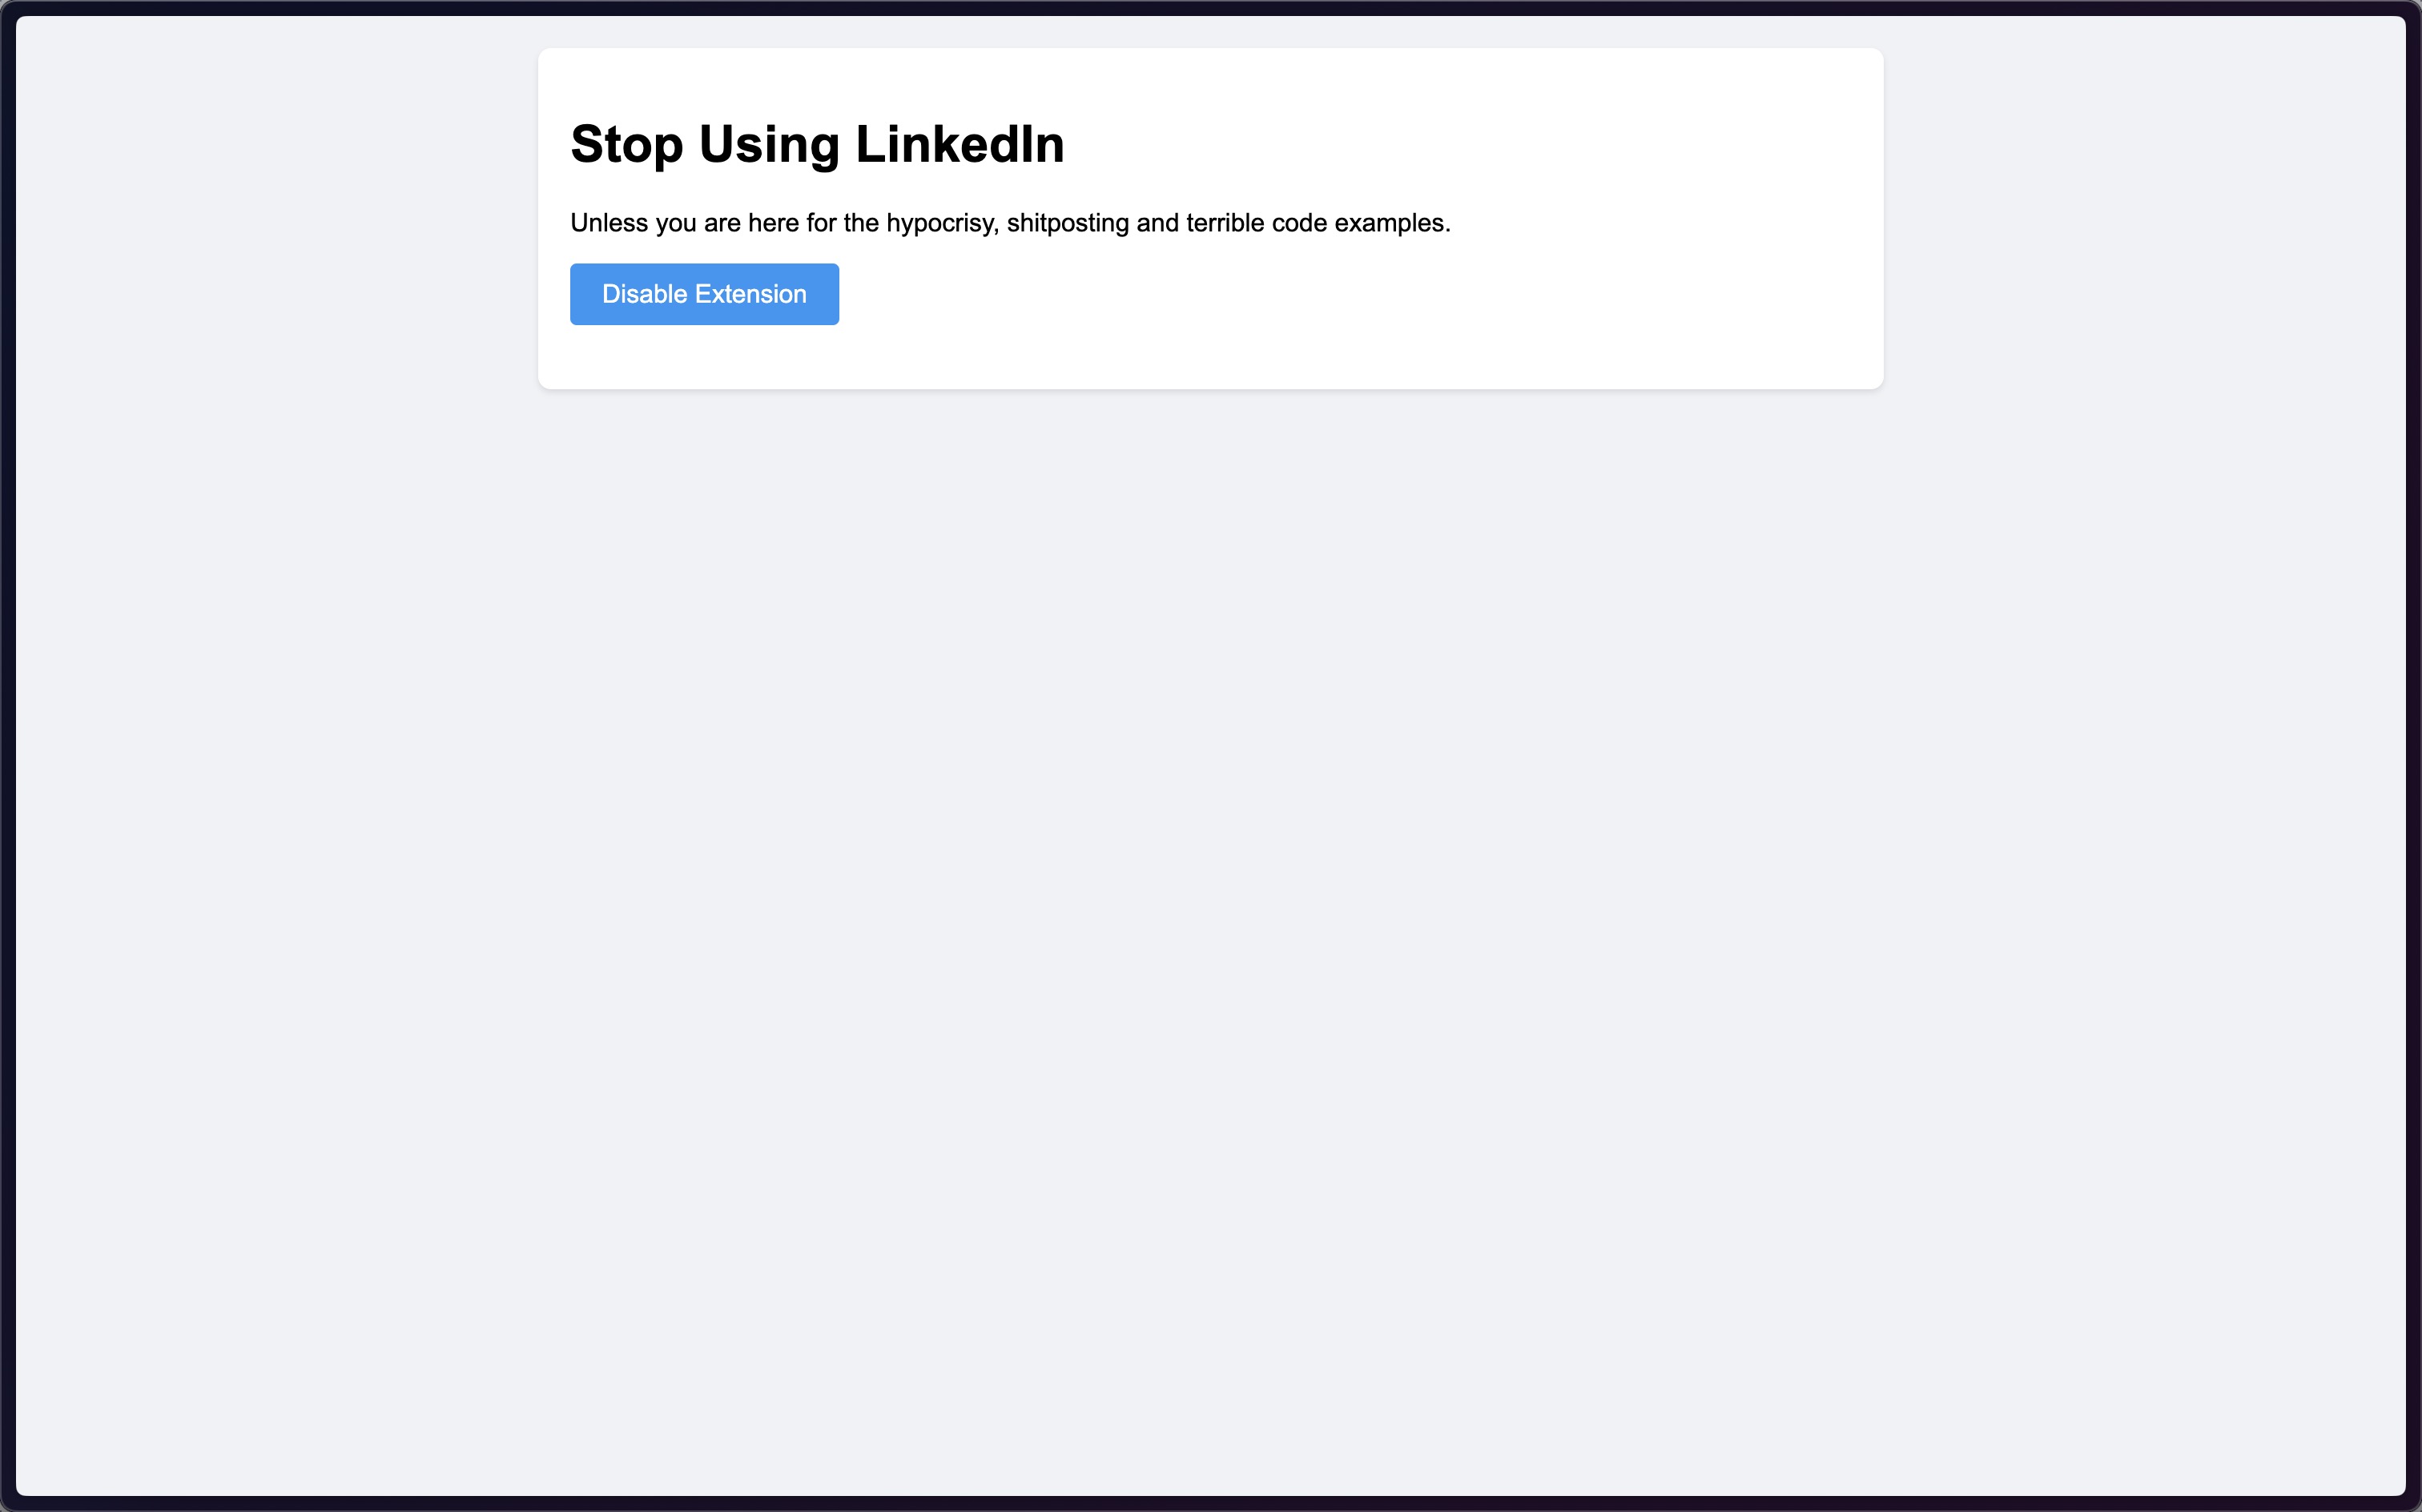 Stop Using LinkedIn
Unless you are here for the hypocrisy, shitposting and terrible code examples.
Disable Extension